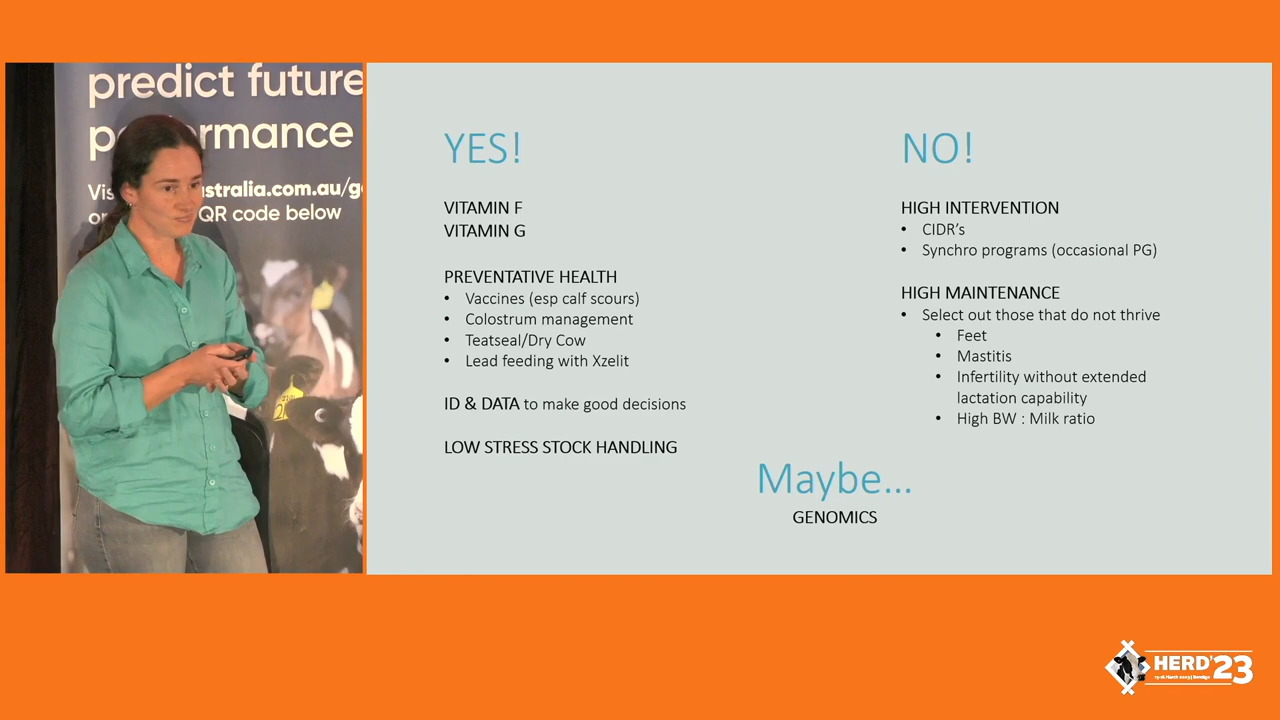 predict future
performance
or
QR code below
YES!
VITAMIN F
VITAMIN G
PREVENTATIVE HEALTH
• Vaccines (esp calf scours)
• Colostrum management
• Teatseal/Dry Cow
• Lead feeding with Xzelit
ID & DATA to make good decisions
LOW STRESS STOCK HANDLING
NO!
HIGH INTERVENTION
• CIDR’s
• Synchro programs (occasional PG)
HIGH MAINTENANCE
• Select out those that do not thrive
• Feet
• Mastitis
• Infertility without extended
lactation capability
• High BW : Milk ratio
Maybe...
GENOMICS
HERD'23